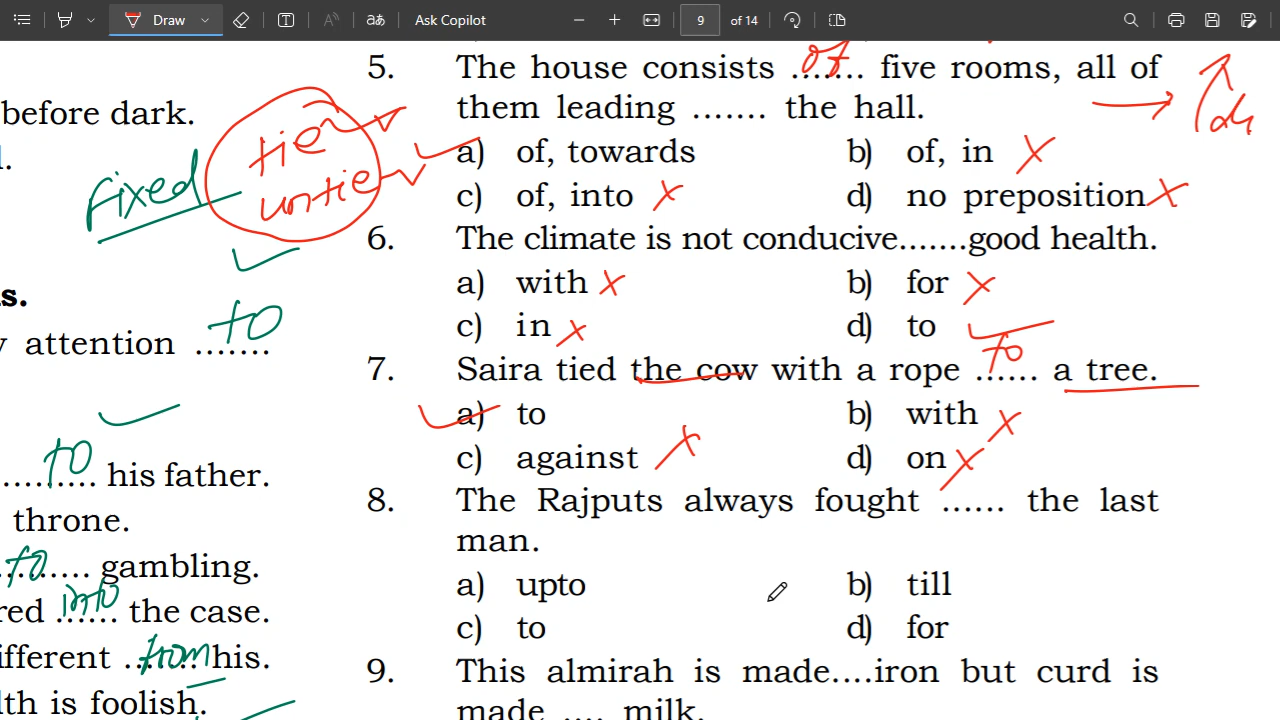 Draw
aあ
Ask Copilot
9 of 14
before dark.
fixed
tie
untie
s.
attention .......
to
to
......... his father.
throne.
to
......... gambling.
red ...... the case.
into
ifferent ....... his.
from
lth is foolish.
5. The house consists ....... five rooms, all of
of
them leading ....... the hall.
a) of, towards b) of, in
c) of, into d) no preposition
6. The climate is not conducive.......good health.
a) with b) for
c) in d) to
7. Saira tied the cow with a rope ...... a tree.
to
a) to b) with
c) against d) on
8. The Rajputs always fought ...... the last
man.
a) upto b) till
c) to d) for
9. This almirah is made....iron but curd is
made .... milk.